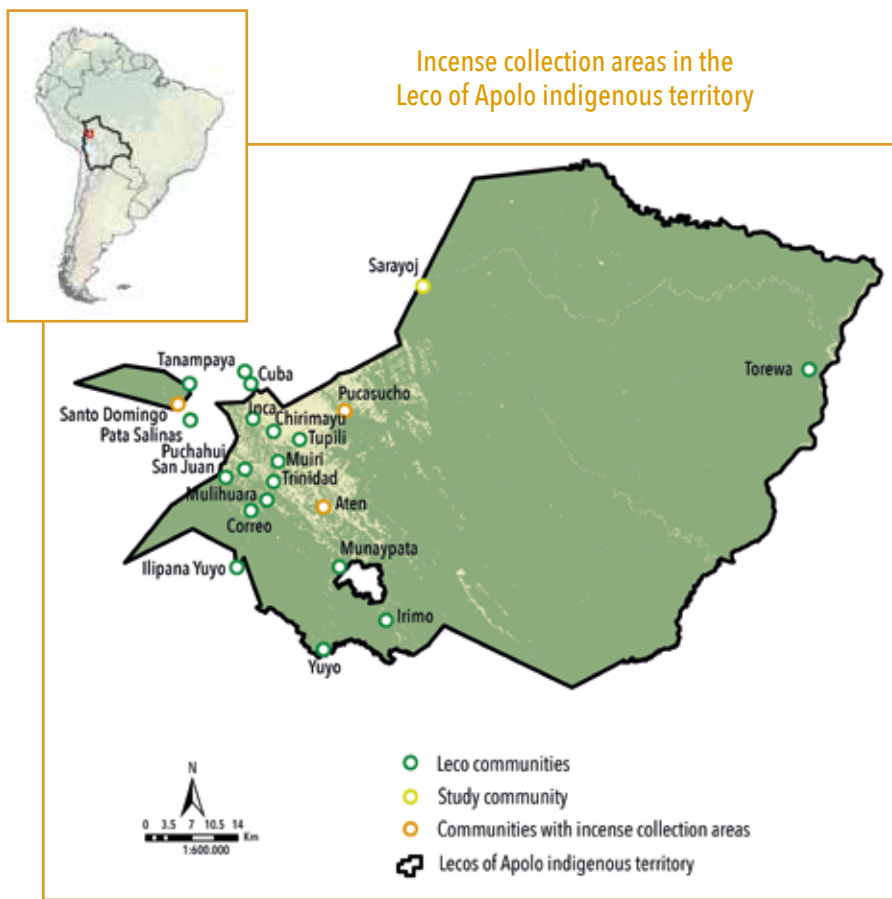 Incense collection areas in the
Leco of Apolo indigenous territory
Sarayoj
Torewa
Tanampaya
Cuba
Pucasucho
Santo Domingo
Inca
Chirimayu
Pata Salinas
Tupili
Puchahui
Muiri
San Juan
Trinidad
Mulihuara
Aten
Correo
Munaypata
Ilipana Yuyo
Irimo
Yuyo
N
0 3.5 7 10.5 14
Km
1:600.000
Leco communities
Study community
Communities with incense collection areas
Lecos of Apolo indigenous territory